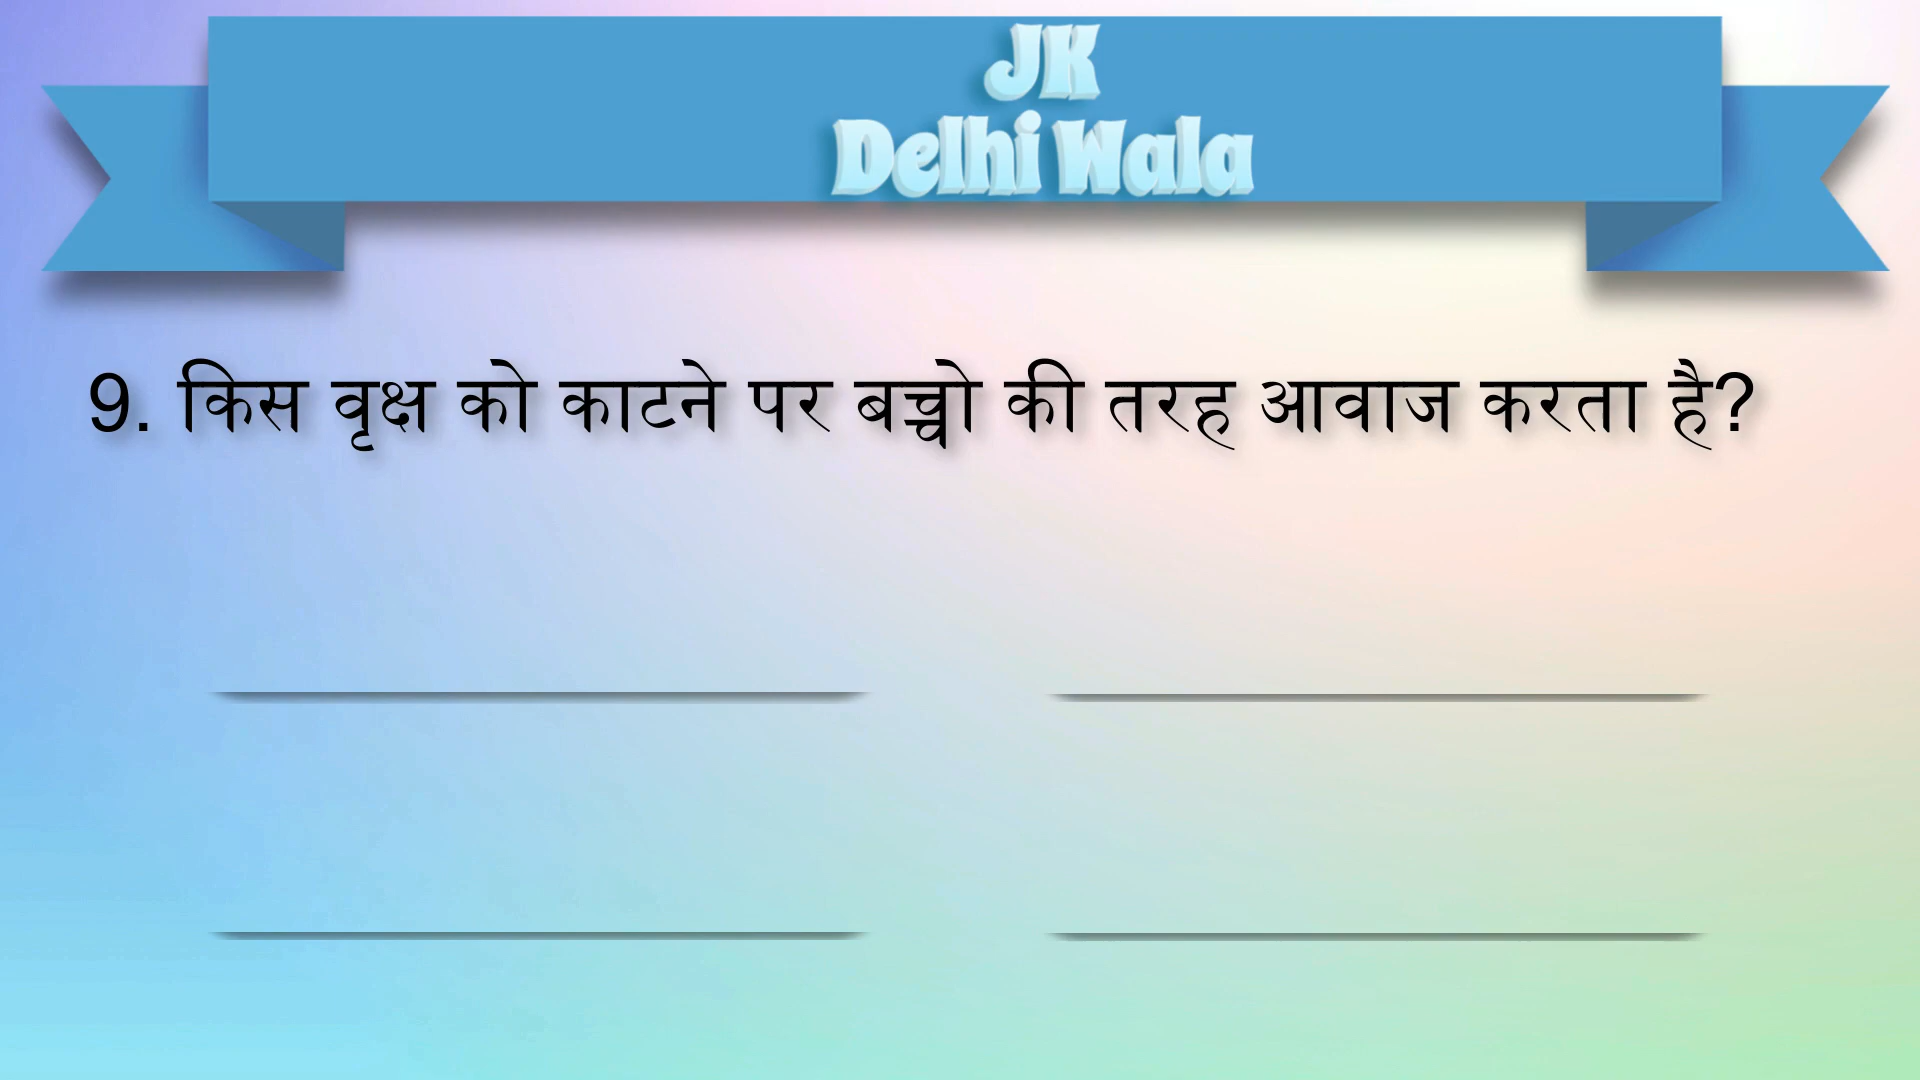 JK
Delhi Wala
9. किस वृक्ष को काटने पर बच्चो की तरह आवाज करता है?